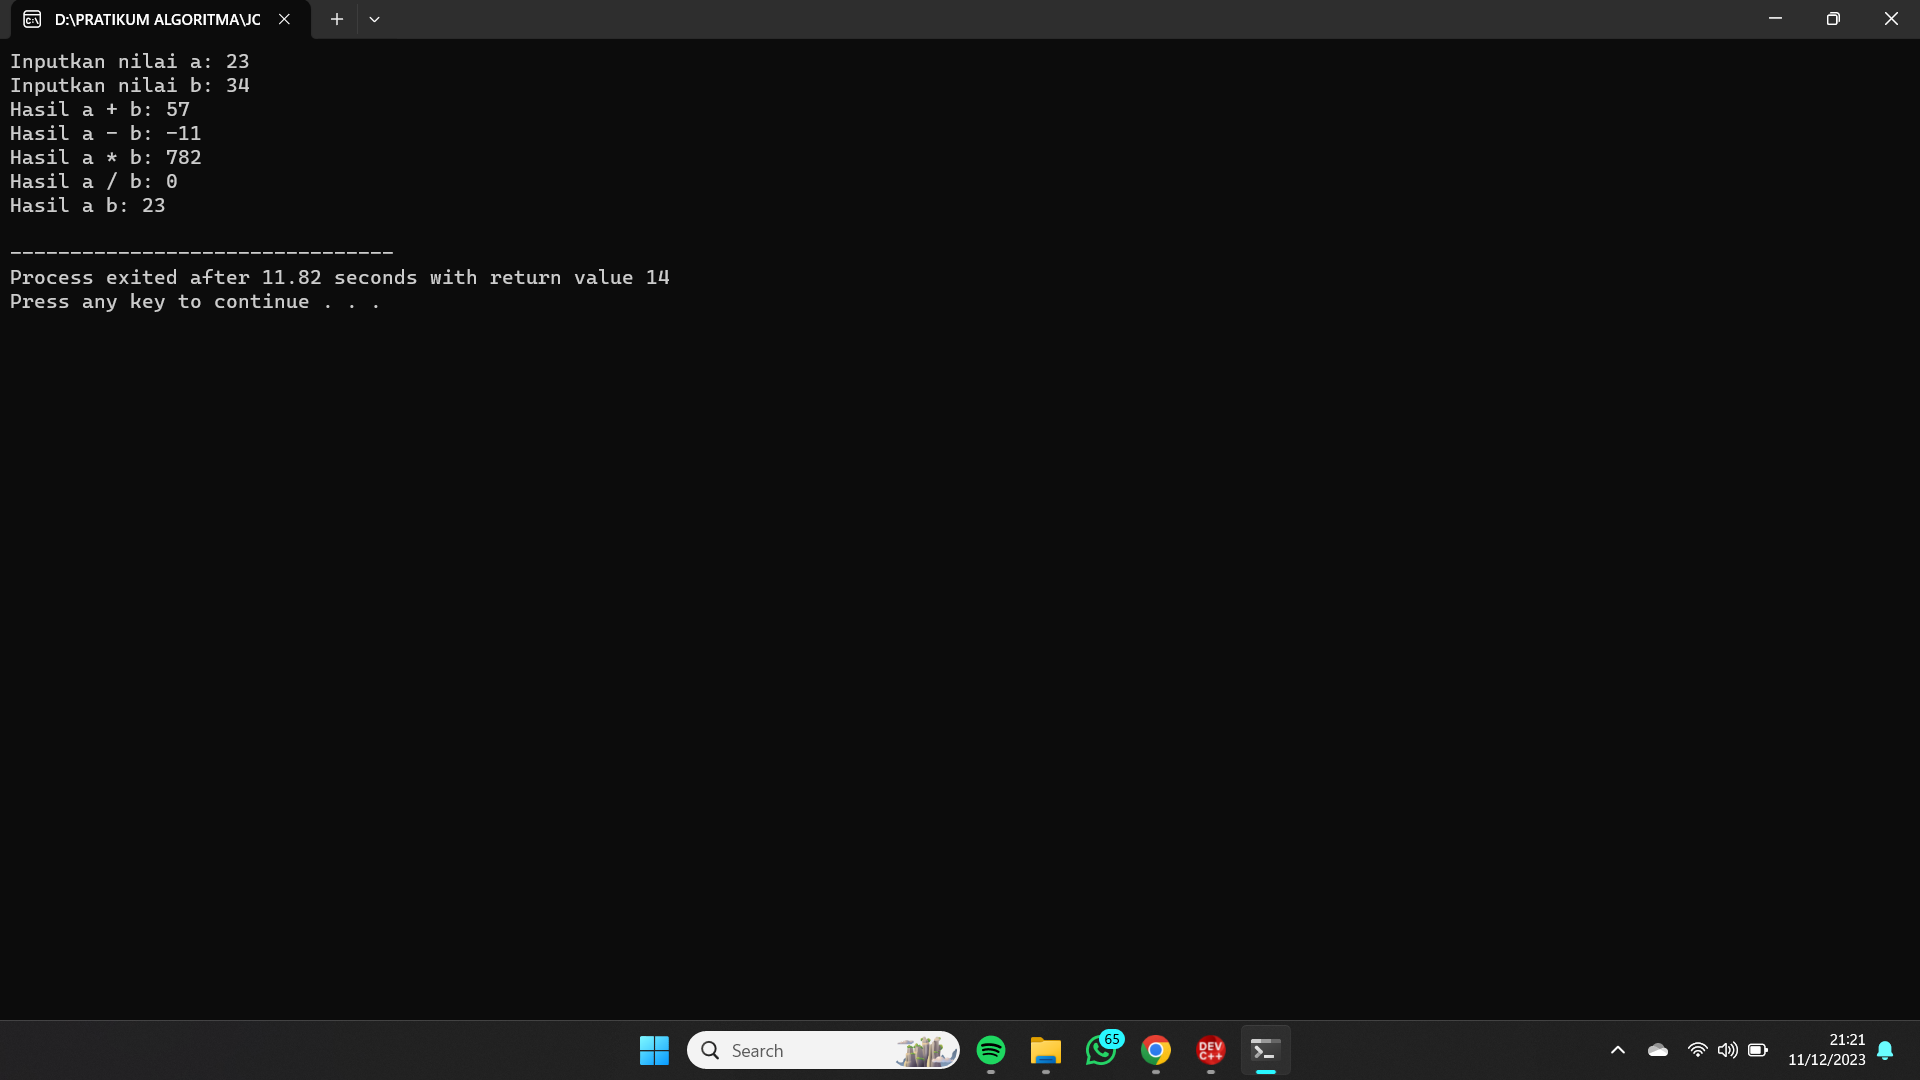 D:\PRATIKUM ALGORITMA\JC
Inputkan nilai a: 23
Inputkan nilai b: 34
Hasil a + b: 57
Hasil a - b: -11
Hasil a * b: 782
Hasil a / b: 0
Hasil a b: 23
--------------------------------
Process exited after 11.82 seconds with return value 14
Press any key to continue . . .
Search
65
DEV
C++
21:21
11/12/2023